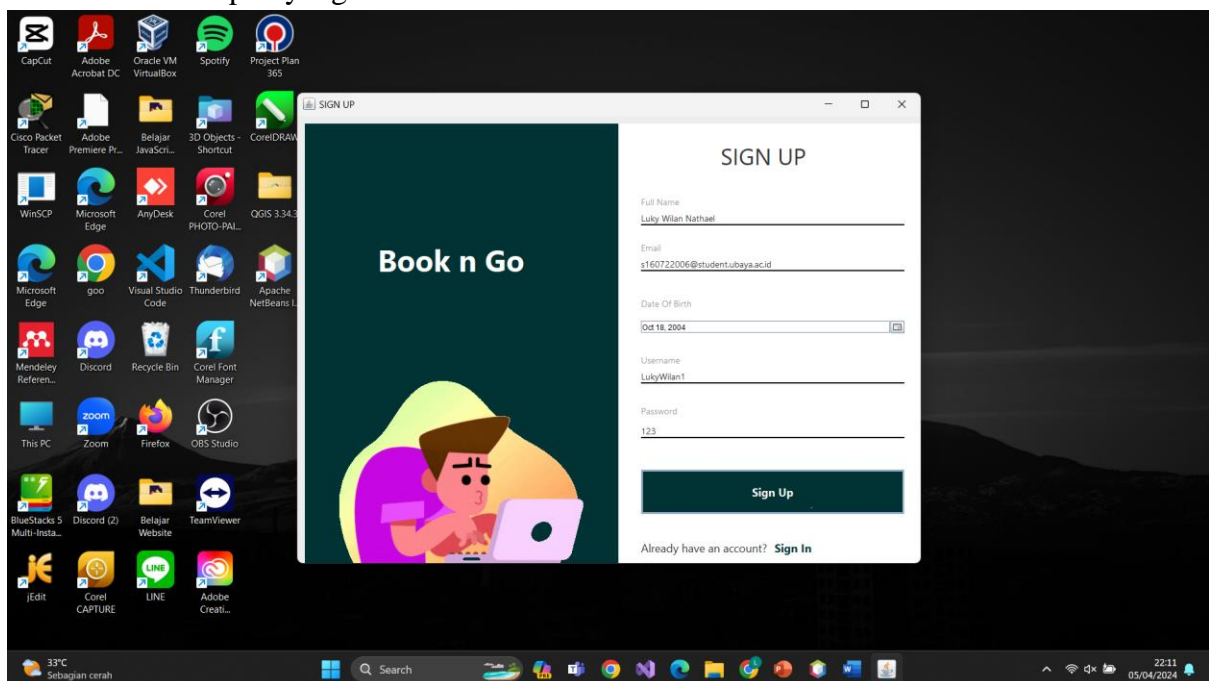 CapCut
Adobe
Acrobat DC
Oracle VM
VirtualBox
Spotify
Project Plan
365
Cisco Packet
Tracer
Adobe
Premiere Pr...
Belajar
JavaScri...
3D Objects -
Shortcut
CorelDRAW
WinSCP
Microsoft
Edge
AnyDesk
Corel
PHOTO-PAI...
QGIS 3.34.3
Microsoft
Edge
goo
Visual Studio
Code
Thunderbird
Apache
NetBeans I...
Mendeley
Referen...
Discord
Recycle Bin
Corel Font
Manager
This PC
zoom
Zoom
Firefox
OBS Studio
BlueStacks 5
Multi-Insta...
Discord (2)
Belajar
Website
TeamViewer
jEdit
Corel
CAPTURE
LINE
LINE
Adobe
Creati...
SIGN UP
Book n Go
SIGN UP
Full Name
Luky Wilan Nathael
Email
s160722006@student.ubaya.ac.id
Date Of Birth
Oct 18, 2004
Username
LukyWilan1
Password
123
Sign Up
Already have an account? Sign In
33°C
Sebagian cerah
Search
22:11
05/04/2024